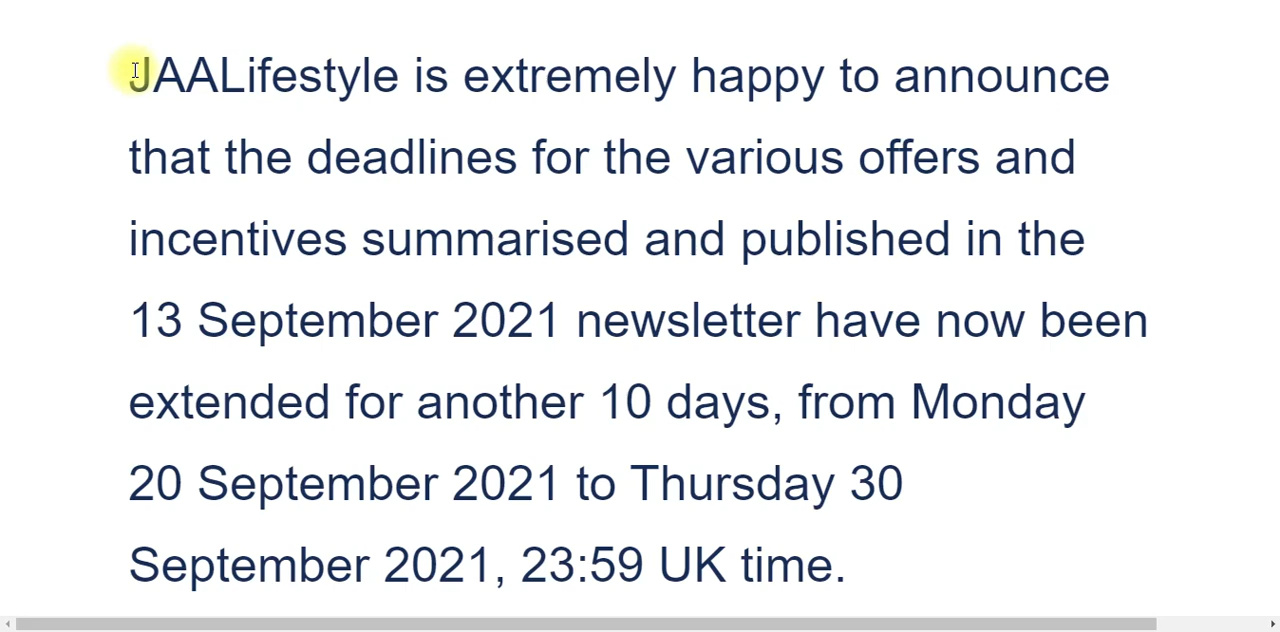 JAALifestyle is extremely happy to announce
that the deadlines for the various offers and
incentives summarised and published in the
13 September 2021 newsletter have now been
extended for another 10 days, from Monday
20 September 2021 to Thursday 30
September 2021, 23:59 UK time.